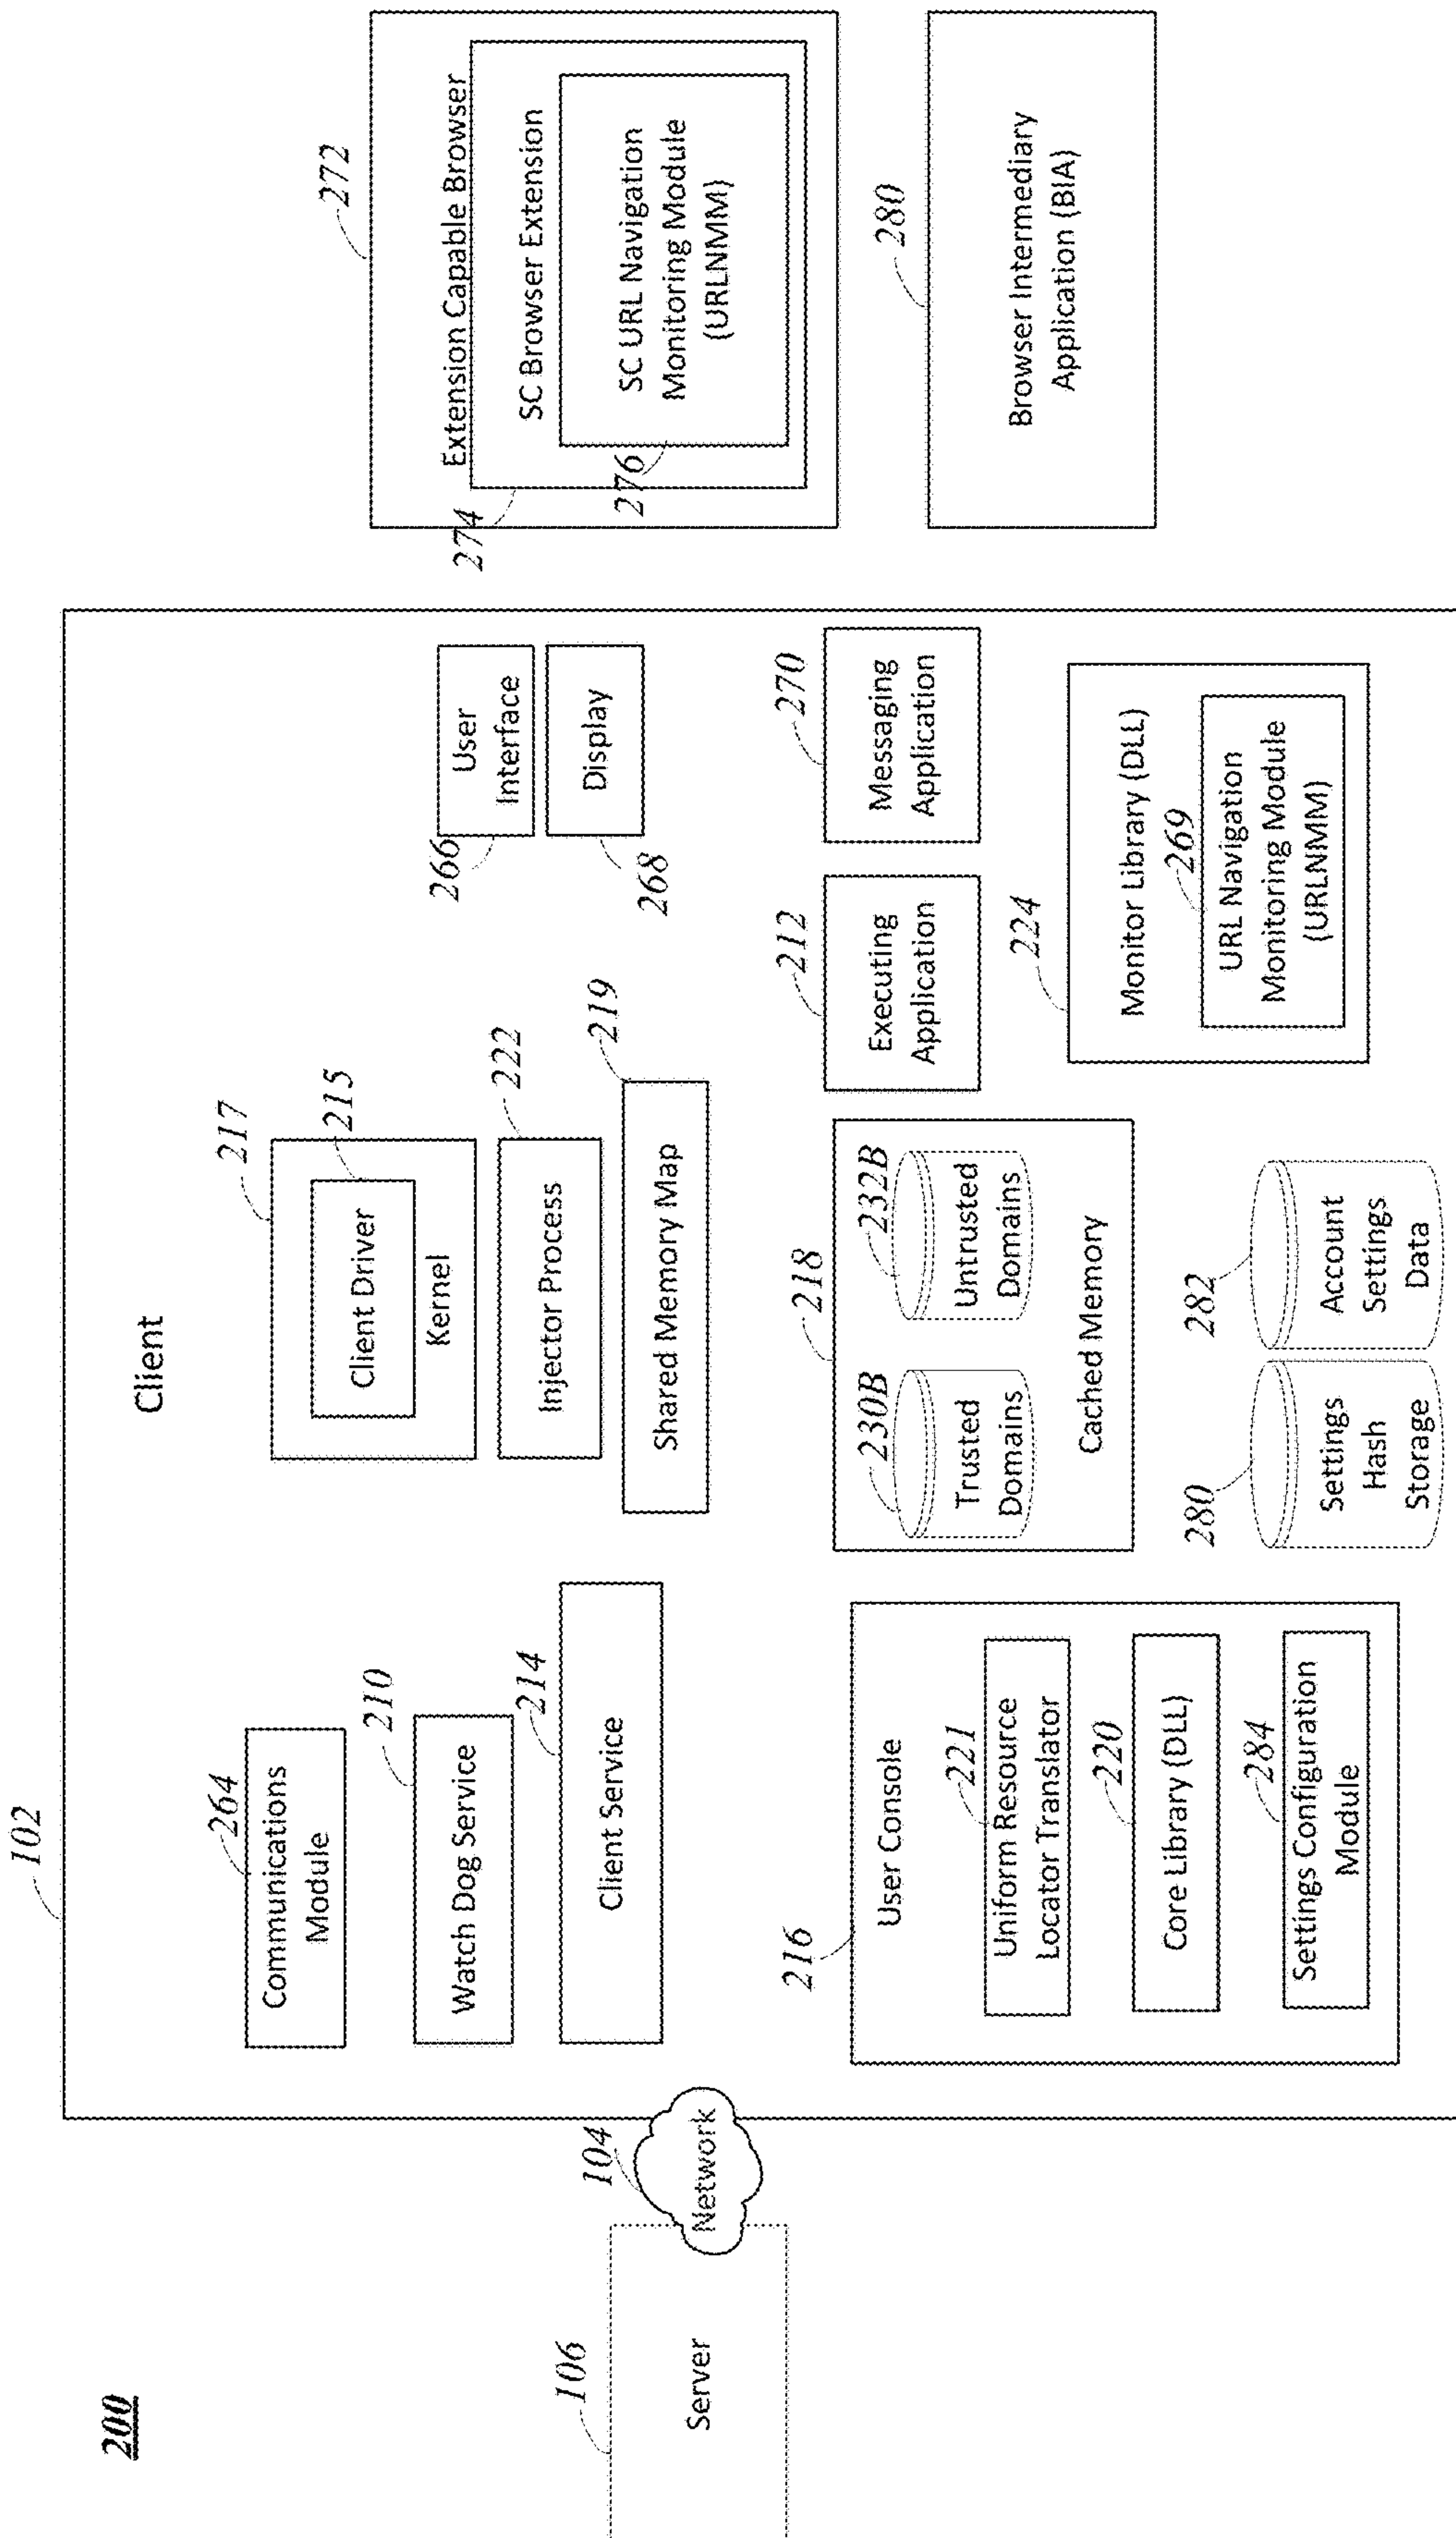 200
102
Client
106
Server
104
Network
264
Communications
Module
210
Watch Dog Service
214
Client Service
217
215
Client Driver
Kernel
222
Injector Process
219
Shared Memory Map
266
User
Interface
Display
268
216
User Console
221
Uniform Resource
Locator Translator
220
Core Library (DLL)
284
Settings Configuration
Module
218
230B
Trusted
Domains
232B
Untrusted
Domains
Cached Memory
280
Settings
Hash
Storage
282
Account
Settings
Data
212
Executing
Application
270
Messaging
Application
224
Monitor Library (DLL)
269
URL Navigation
Monitoring Module
(URLNMM)
272
Extension Capable Browser
274
SC Browser Extension
276
SC URL Navigation
Monitoring Module
(URLNMM)
280
Browser Intermediary
Application (BIA)